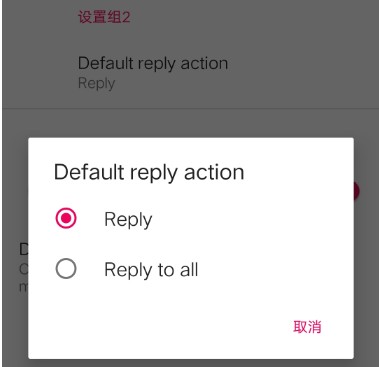 设置组2
Default reply action
Reply
Default reply action
Reply
Reply to all
取消